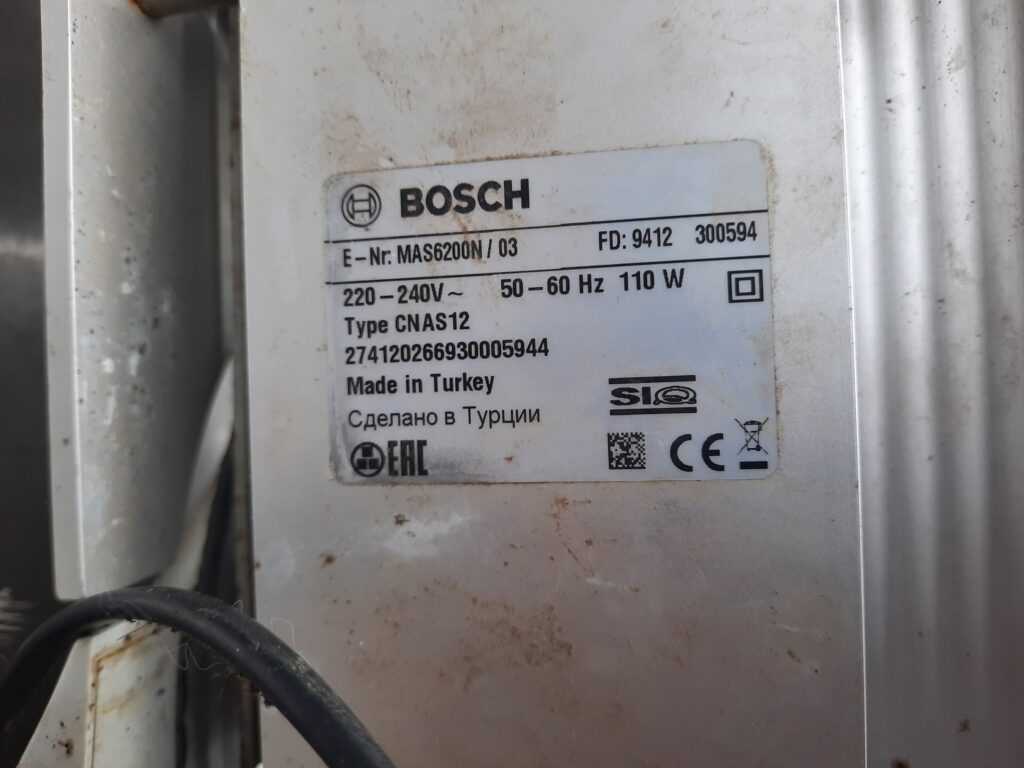 BOSCH
E-Nr: MAS6200N / 03 FD: 9412 300594
220-240V~ 50-60 Hz 110 W
Type CNAS12
274120266930005944
Made in Turkey
Сделано в Турции
SIQ
EAC CE